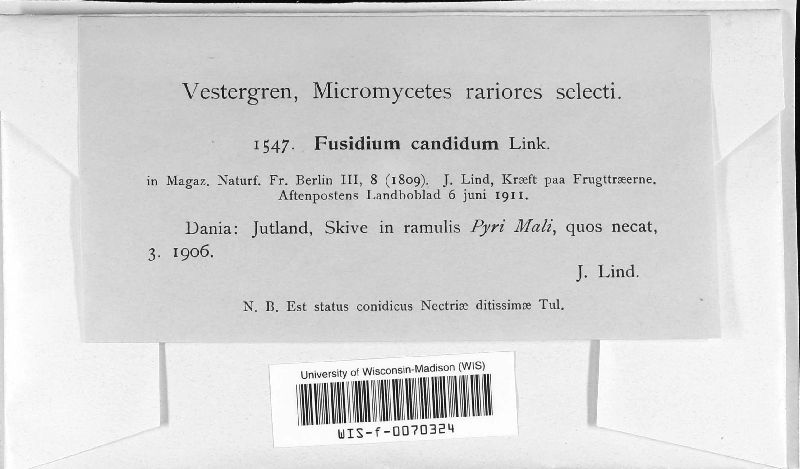 Vestergren, Micromycetes rariores selecti.
1547. Fusidium candidum Link.
in Magaz. Naturf. Fr. Berlin III, 8 (1809). J. Lind, Kræft paa Frugttræerne.
Aftenpostens Landboblad 6 juni 1911.
Dania: Jutland, Skive in ramulis Pyri Mali, quos necat,
3. 1906.
J. Lind.
N. B. Est status conidicus Nectriæ ditissimæ Tul.
University of Wisconsin-Madison (WIS)
WIS-f-0070324